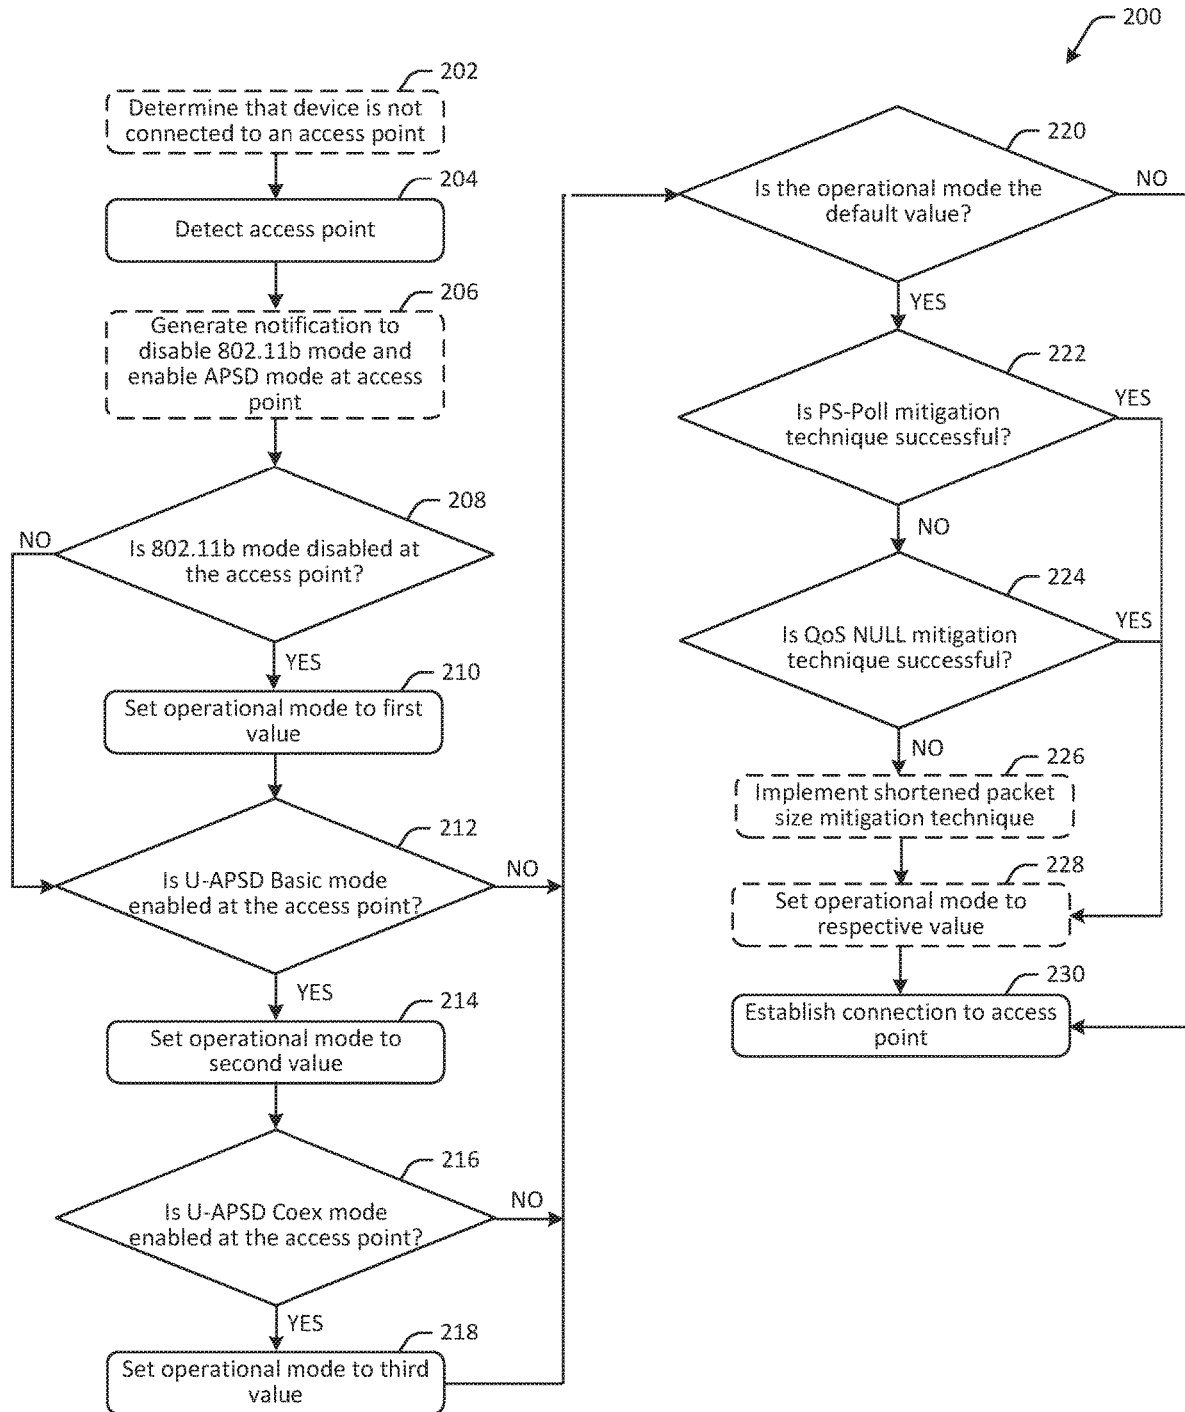 200
202
Determine that device is not
connected to an access point
204
Detect access point
206
Generate notification to
disable 802.11b mode and
enable APSD mode at access
point
208
NO
Is 802.11b mode disabled at
the access point?
YES
210
Set operational mode to first
value
212
NO
Is U-APSD Basic mode
enabled at the access point?
YES
214
Set operational mode to
second value
216
NO
Is U-APSD Coex mode
enabled at the access point?
YES
218
Set operational mode to third
value
220
NO
Is the operational mode the
default value?
YES
222
YES
Is PS-Poll mitigation
technique successful?
NO
224
YES
Is QoS NULL mitigation
technique successful?
NO
226
Implement shortened packet
size mitigation technique
228
Set operational mode to
respective value
230
Establish connection to access
point